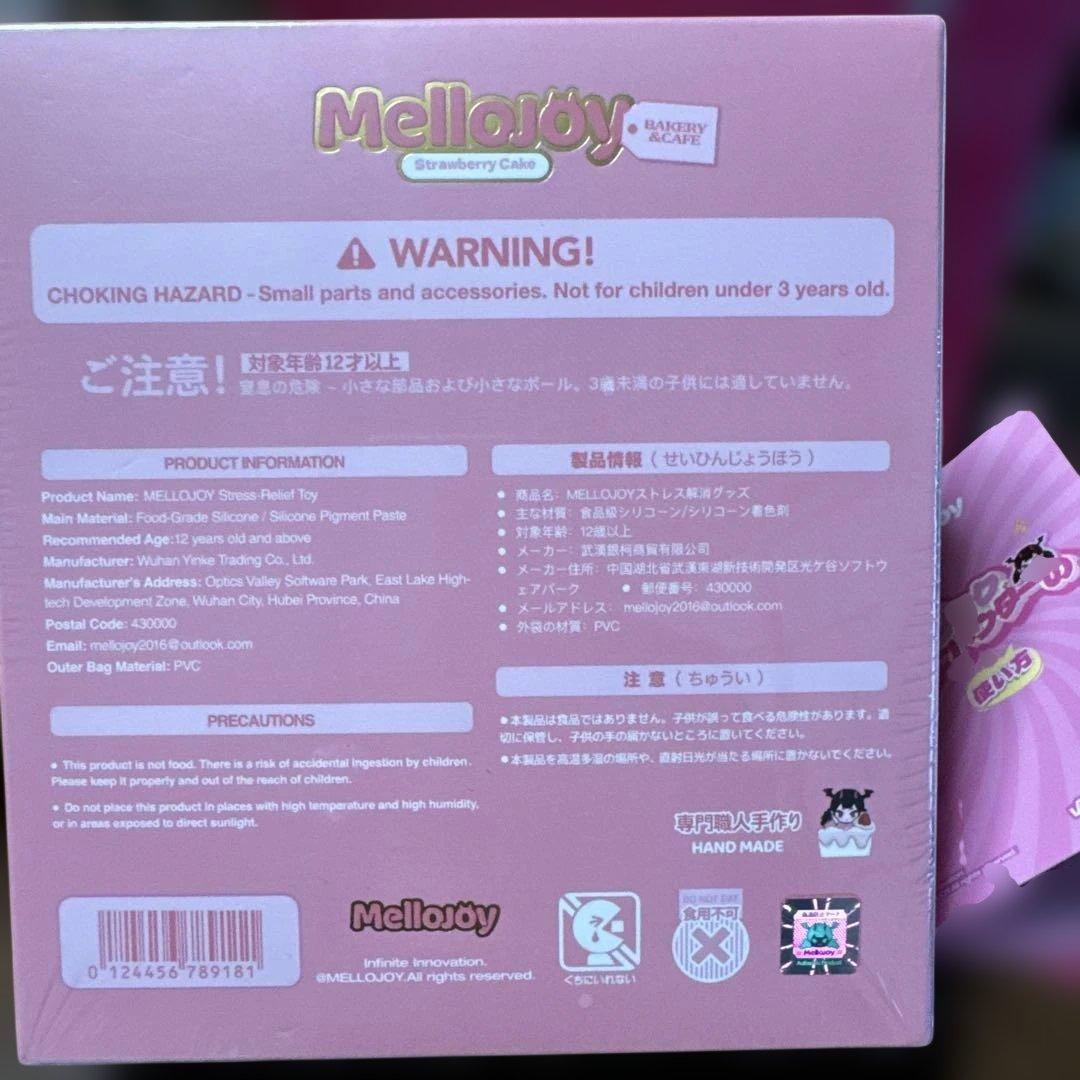 MelloJoy
BAKERY
&CAFE
Strawberry Cake
WARNING!
CHOKING HAZARD - Small parts and accessories. Not for children under 3 years old.
ご注意!
対象年齢12才以上
窒息の危険 - 小さな部品および小さなボール。3歳未満の子供には適していません。
PRODUCT INFORMATION
Product Name: MELLOJOY Stress-Relief Toy
Main Material: Food-Grade Silicone / Silicone Pigment Paste
Recommended Age:12 years old and above
Manufacturer: Wuhan Yinke Trading Co., Ltd.
Manufacturer's Address: Optics Valley Software Park, East Lake High-
tech Development Zone, Wuhan City, Hubei Province, China
Postal Code: 430000
Email: mellojoy2016@outlook.com
Outer Bag Material: PVC
PRECAUTIONS
• This product is not food. There is a risk of accidental ingestion by children.
Please keep it properly and out of the reach of children.
• Do not place this product in places with high temperature and high humidity,
or in areas exposed to direct sunlight.
製品情報(せいひんじょうほう)
• 商品名: MELLOJOYストレス解消グッズ
• 主な材質: 食品級シリコーン/シリコーン着色剤
• 対象年齢: 12歳以上
• メーカー: 武漢銀柯商貿有限公司
• メーカー住所: 中国湖北省武漢東湖新技術開発区光ケ谷ソフトウ
ェアパーク • 郵便番号: 430000
• メールアドレス: mellojoy2016@outlook.com
• 外袋の材質: PVC
注意(ちゅうい)
•本製品は食品ではありません。子供が誤って食べる危険性があります。適
切に保管し、子供の手の届かないところに置いてください。
•本製品を高温多湿の場所や、直射日光が当たる場所に置かないでください。
専門職人手作り
HAND MADE
0 124456 789181
MelloJoy
Infinite Innovation.
@MELLOJOY.All rights reserved.
くちにいれない
DO NOT EAT
食用不可
MelloJoy
使い方